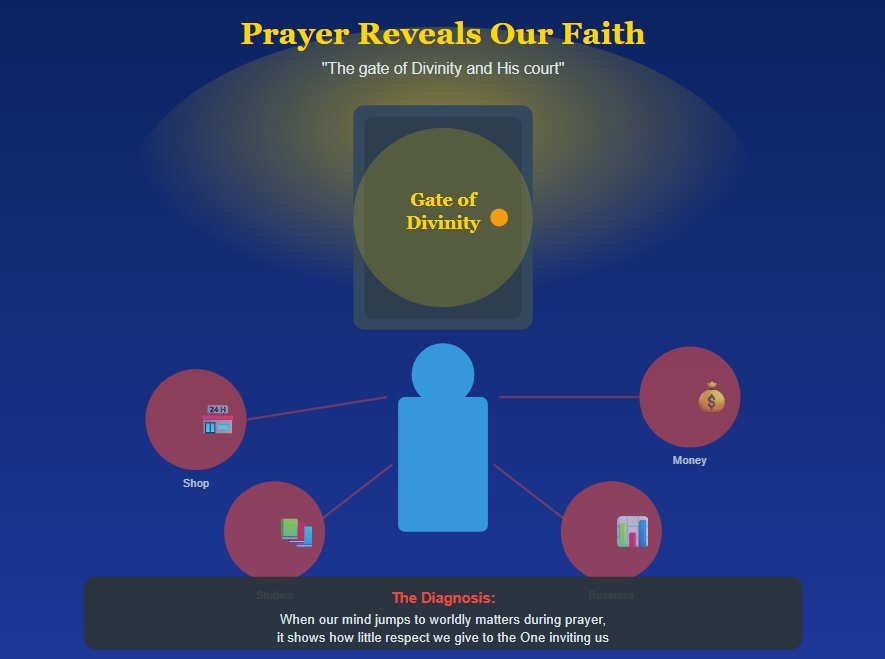 Prayer Reveals Our Faith
"The gate of Divinity and His court"
Gate of
Divinity
24 H
$
Shop
Money
Studies
Business
The Diagnosis:
When our mind jumps to worldly matters during prayer,
it shows how little respect we give to the One inviting us